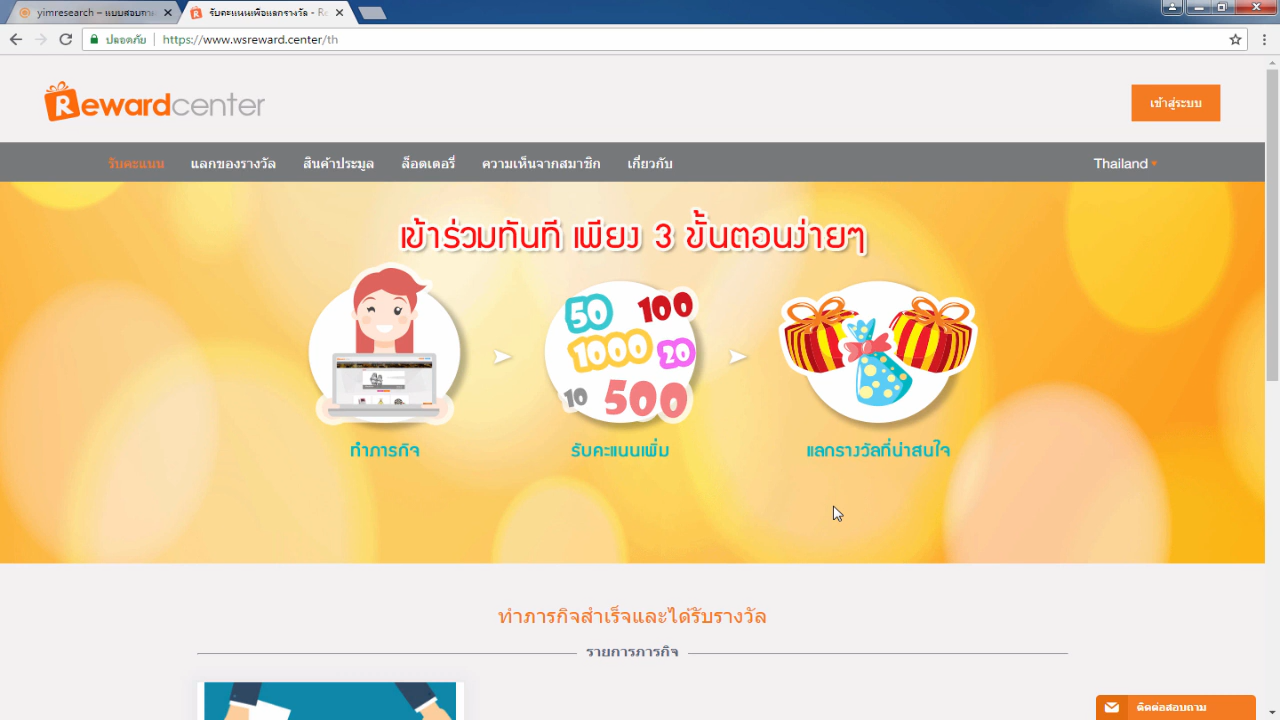 yimresearch – แบบสอบถาม
รับคะแนนเพื่อแลกรางวัล - Re
ปลอดภัย
https://www.wsreward.center/th
Rewardcenter
เข้าสู่ระบบ
รับคะแนน แลกของรางวัล สินค้าประมูล ล็อตเตอรี่ ความเห็นจากสมาชิก เกี่ยวกับ Thailand
เข้าร่วมทันที เพียง 3 ขั้นตอนง่ายๆ
50 100
1000 20
10 500
ทำภารกิจ รับคะแนนเพิ่ม แลกรางวัลที่น่าสนใจ
ทำภารกิจสำเร็จและได้รับรางวัล
รายการภารกิจ
ติดต่อสอบถาม